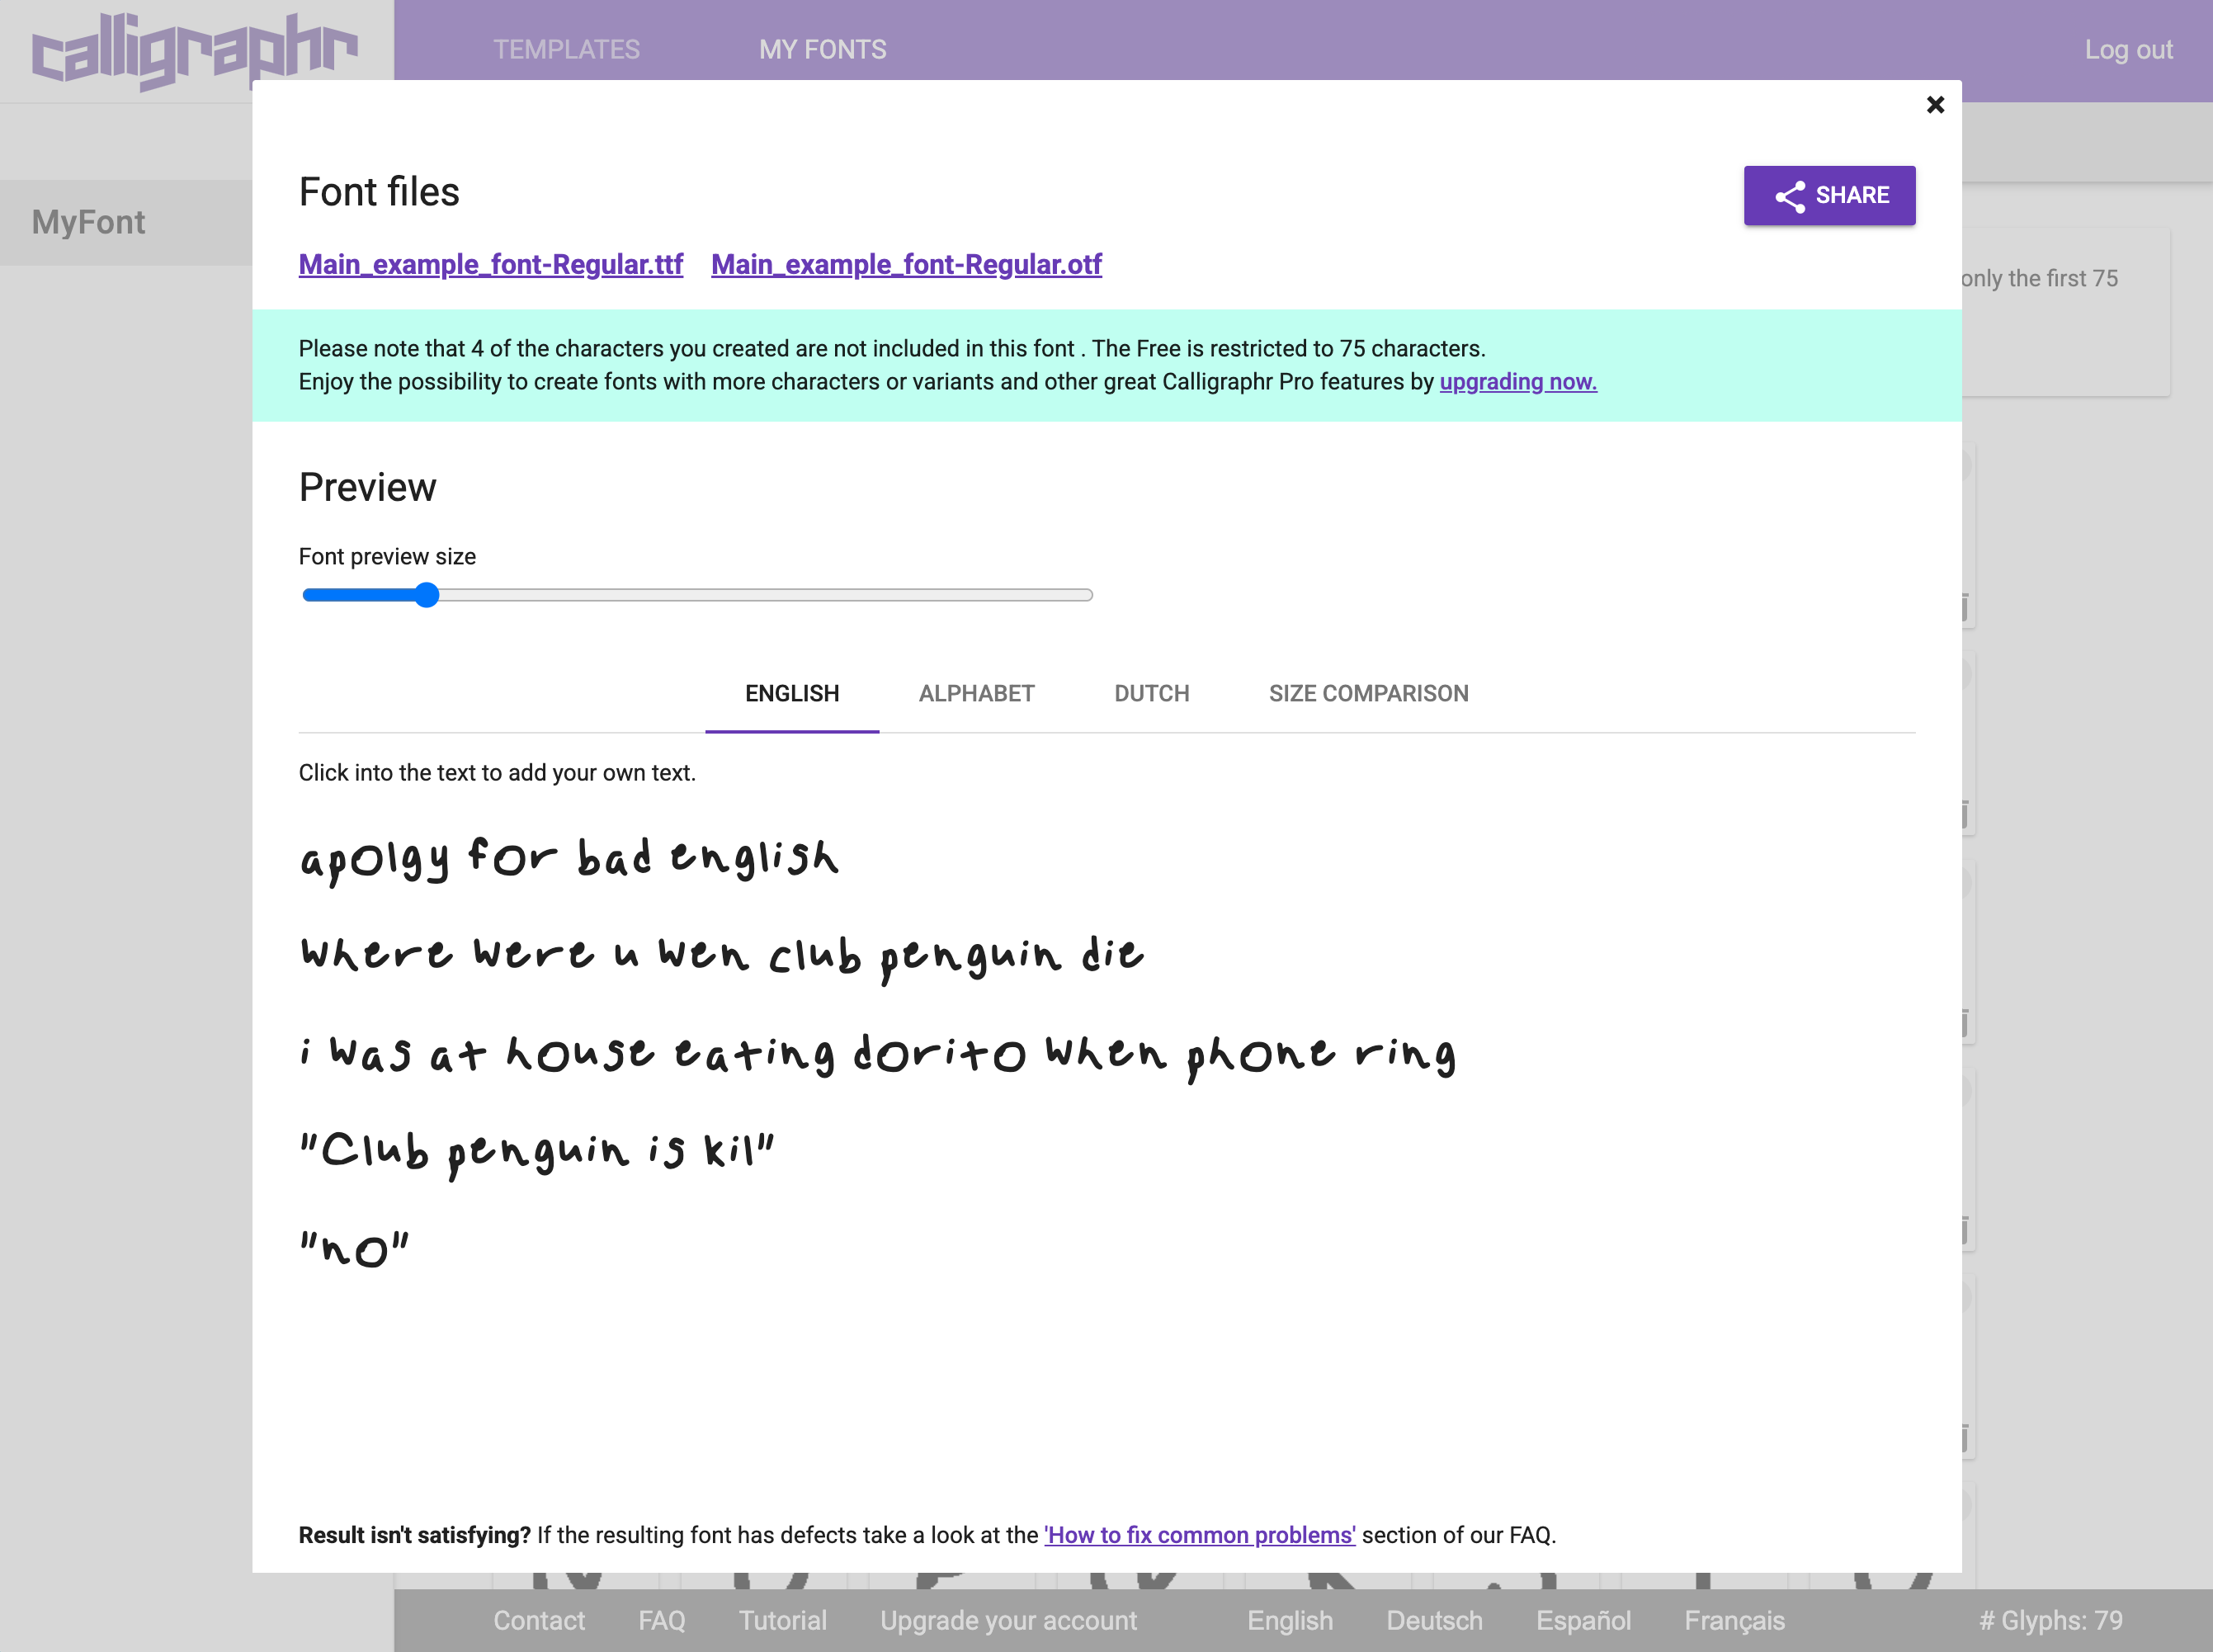 calligraphr
TEMPLATES
MY FONTS
Log out
MyFont
Font files
SHARE
Main_example_font-Regular.ttf
Main_example_font-Regular.otf
only the first 75
Please note that 4 of the characters you created are not included in this font . The Free is restricted to 75 characters.
Enjoy the possibility to create fonts with more characters or variants and other great Calligraphr Pro features by upgrading now.
Preview
Font preview size
ENGLISH
ALPHABET
DUTCH
SIZE COMPARISON
Click into the text to add your own text.
apolgy for bad english
where were u wen club penguin die
i was at house eating dorito when phone ring
"Club penguin is kil"
"no"
Result isn't satisfying? If the resulting font has defects take a look at the 'How to fix common problems' section of our FAQ.
Contact
FAQ
Tutorial
Upgrade your account
English
Deutsch
Español
Français
# Glyphs: 79